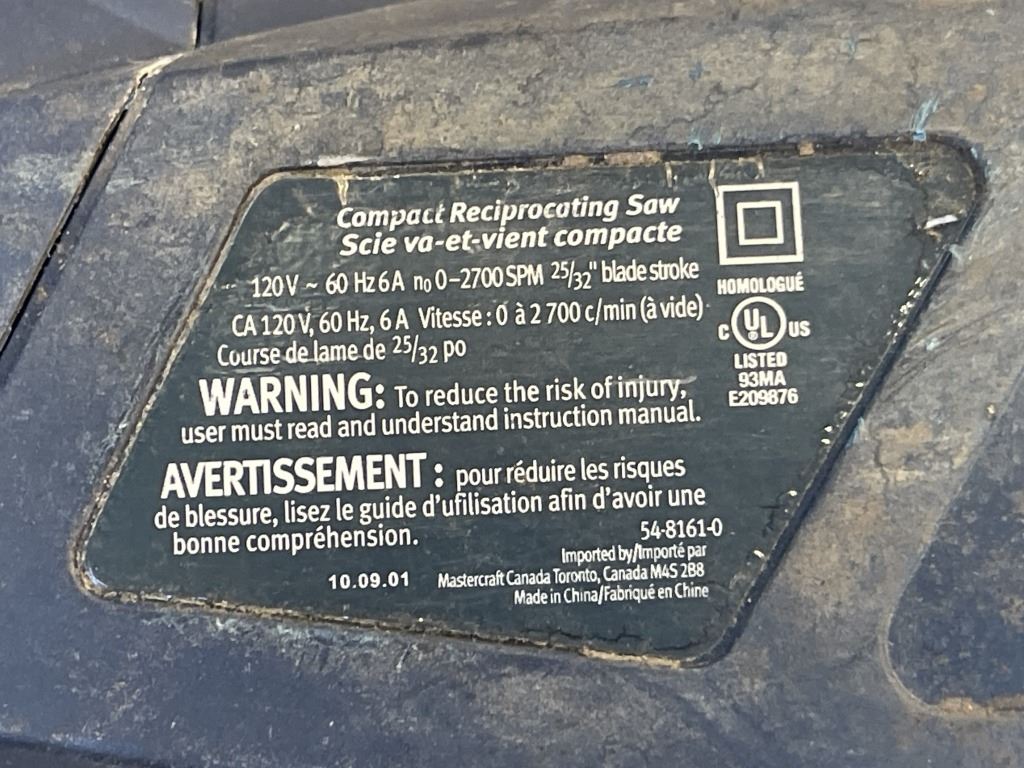 Compact Reciprocating Saw
Scie va-et-vient compacte
120V ~ 60 Hz 6 A n₀ 0-2700 SPM 25/32" blade stroke
CA 120 V, 60 Hz, 6 A Vitesse : 0 à 2 700 c/min (à vide)
Course de lame de 25/32 po
HOMOLOGUÉ
C UL US
®
LISTED
93MA
E209876
WARNING: To reduce the risk of injury,
user must read and understand instruction manual.
AVERTISSEMENT : pour réduire les risques
de blessure, lisez le guide d'ufilisation afin d'avoir une
bonne compréhension.
54-8161-0
Imported by/Importé par
10.09.01 Mastercraft Canada Toronto, Canada M4S 2B8
Made in China/Fabriqué en Chine